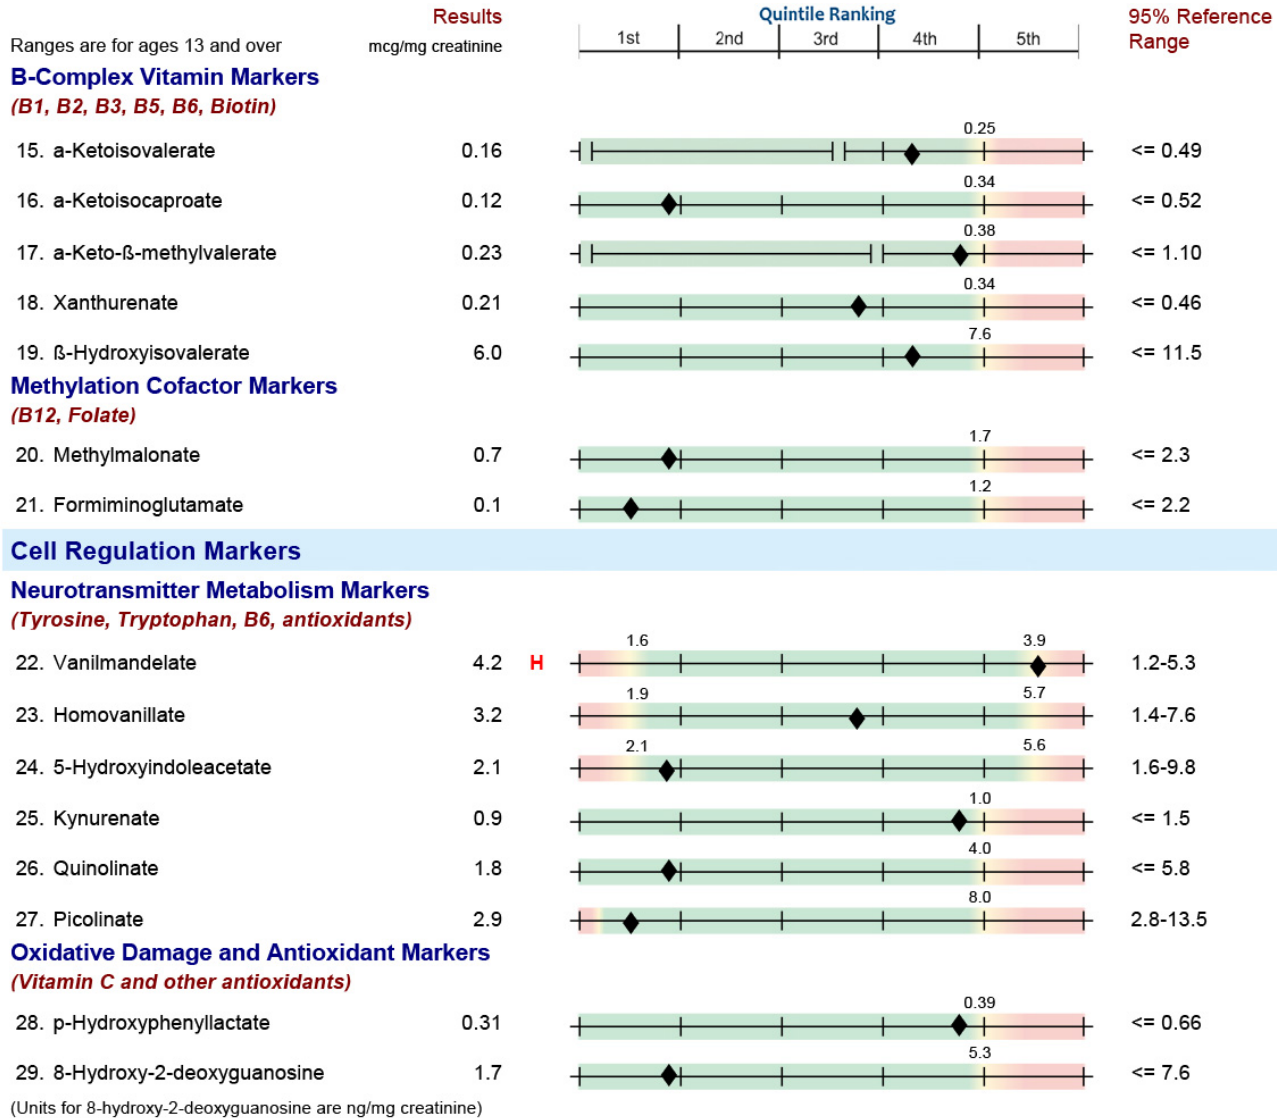 Results Quintile Ranking 95% Reference
Ranges are for ages 13 and over mcg/mg creatinine 1st 2nd 3rd 4th 5th Range
B-Complex Vitamin Markers
(B1, B2, B3, B5, B6, Biotin)
0.25
15. a-Ketoisovalerate 0.16 <= 0.49
0.34
16. a-Ketoisocaproate 0.12 <= 0.52
0.38
17. a-Keto-ß-methylvalerate 0.23 <= 1.10
0.34
18. Xanthurenate 0.21 <= 0.46
7.6
19. ß-Hydroxyisovalerate 6.0 <= 11.5
Methylation Cofactor Markers
(B12, Folate)
1.7
20. Methylmalonate 0.7 <= 2.3
1.2
21. Formiminoglutamate 0.1 <= 2.2
Cell Regulation Markers
Neurotransmitter Metabolism Markers
(Tyrosine, Tryptophan, B6, antioxidants)
1.6 3.9
22. Vanilmandelate 4.2 H 1.2-5.3
1.9 5.7
23. Homovanillate 3.2 1.4-7.6
2.1 5.6
24. 5-Hydroxyindoleacetate 2.1 1.6-9.8
1.0
25. Kynurenate 0.9 <= 1.5
4.0
26. Quinolinate 1.8 <= 5.8
8.0
27. Picolinate 2.9 2.8-13.5
Oxidative Damage and Antioxidant Markers
(Vitamin C and other antioxidants)
0.39
28. p-Hydroxyphenyllactate 0.31 <= 0.66
5.3
29. 8-Hydroxy-2-deoxyguanosine 1.7 <= 7.6
(Units for 8-hydroxy-2-deoxyguanosine are ng/mg creatinine)